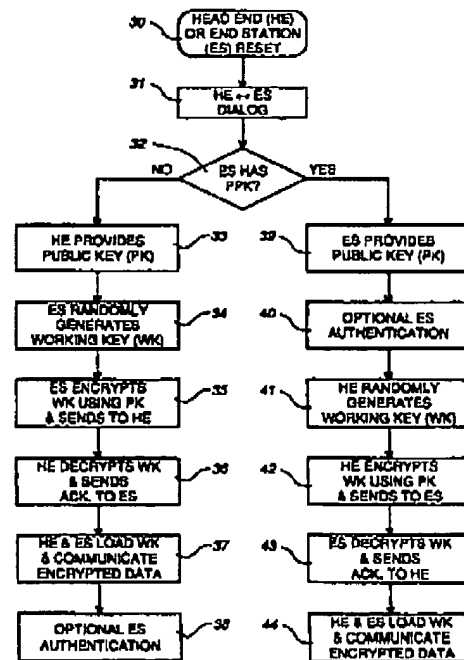 30
HEAD END (HE)
OR END STATION
(ES) RESET
31
HE ↔ ES
DIALOG
32
NO
ES HAS
PPK?
YES
33
HE PROVIDES
PUBLIC KEY (PK)
34
ES RANDOMLY
GENERATES
WORKING KEY (WK)
35
ES ENCRYPTS
WK USING PK
& SENDS TO HE
36
HE DECRYPTS WK
& SENDS
ACK. TO ES
37
HE & ES LOAD WK
& COMMUNICATE
ENCRYPTED DATA
38
OPTIONAL ES
AUTHENTICATION
39
ES PROVIDES
PUBLIC KEY (PK)
40
OPTIONAL ES
AUTHENTICATION
41
HE RANDOMLY
GENERATES
WORKING KEY (WK)
42
HE ENCRYPTS
WK USING PK
& SENDS TO ES
43
ES DECRYPTS WK
& SENDS
ACK. TO HE
44
HE & ES LOAD WK
& COMMUNICATE
ENCRYPTED DATA